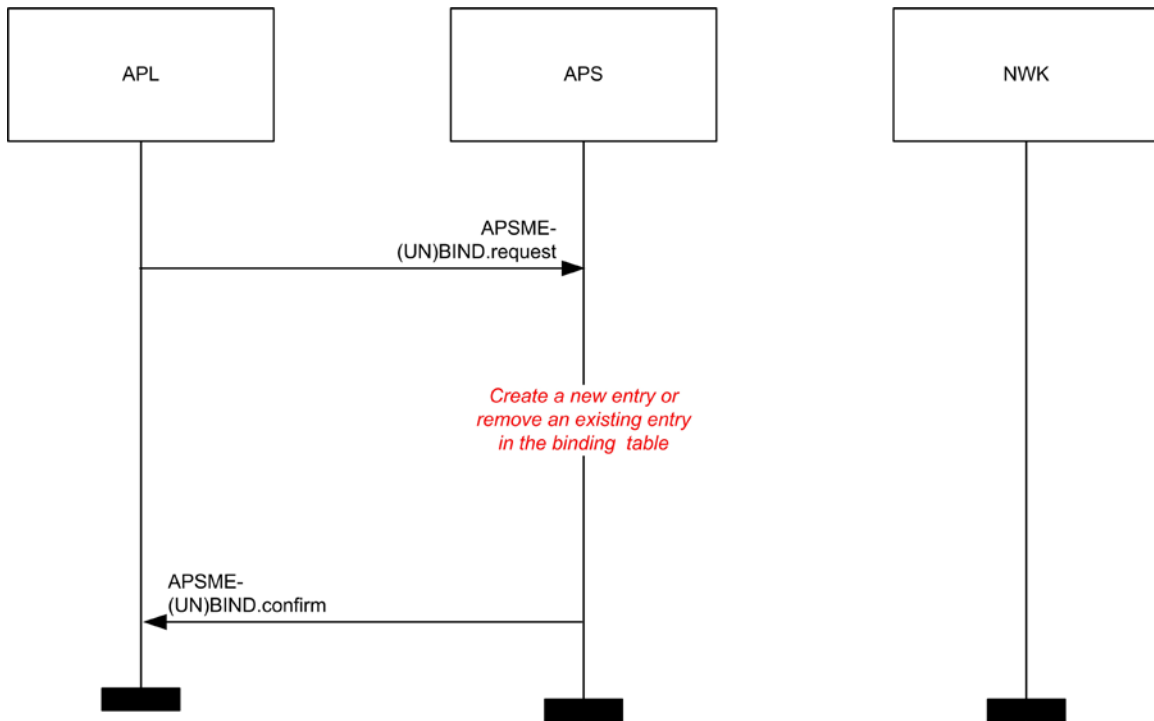 APL
APS
NWK
APSME-
(UN)BIND.request
Create a new entry or
remove an existing entry
in the binding table
APSME-
(UN)BIND.confirm